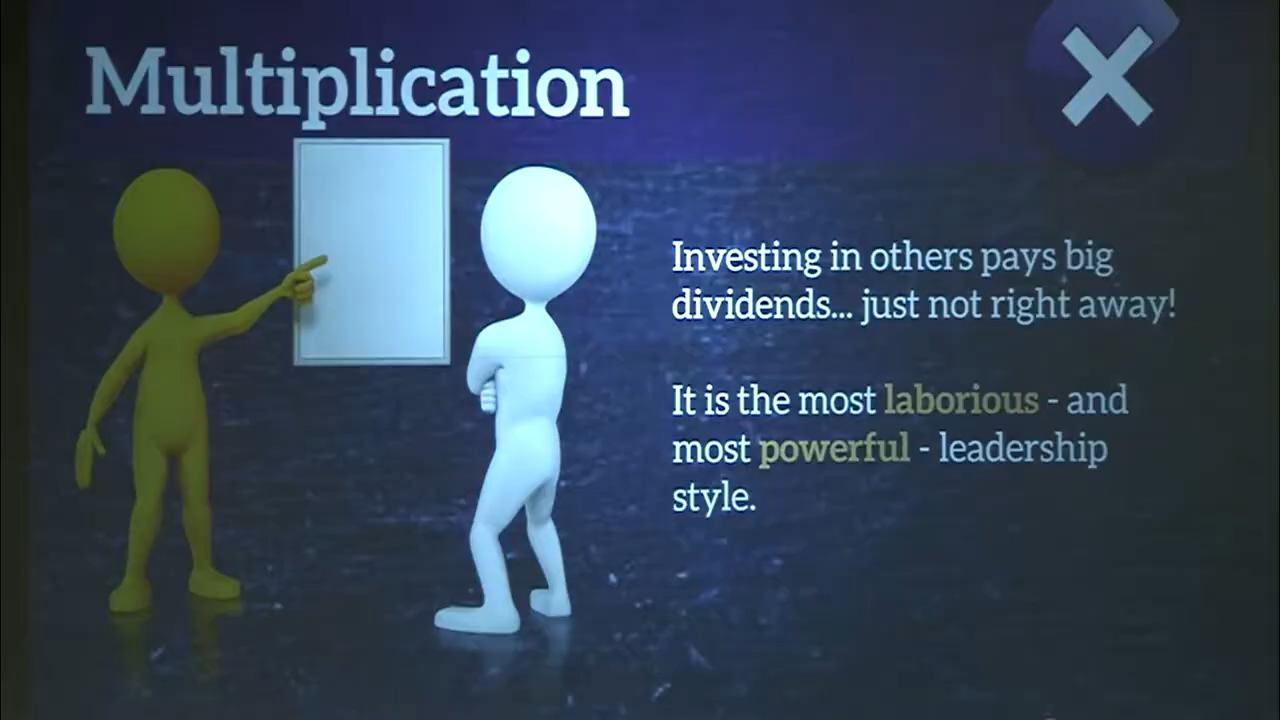 Multiplication
Investing in others pays big
dividends... just not right away!
It is the most laborious - and
most powerful - leadership
style.